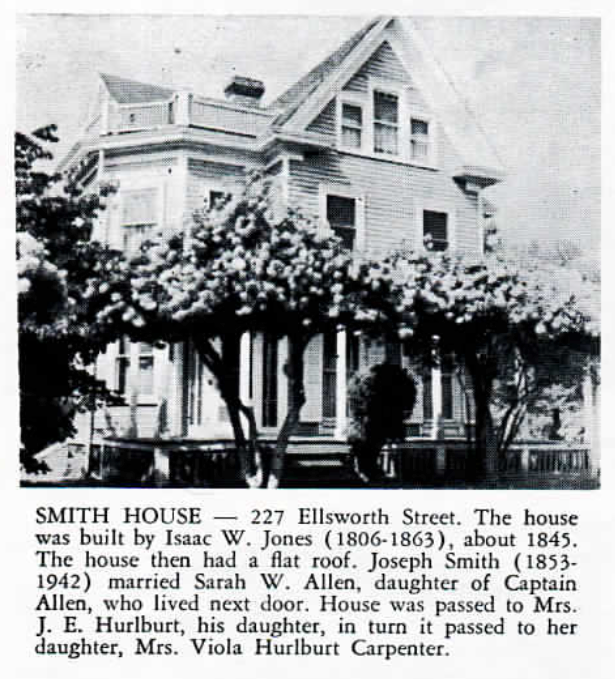 SMITH HOUSE — 227 Ellsworth Street. The house
was built by Isaac W. Jones (1806-1863), about 1845.
The house then had a flat roof. Joseph Smith (1853-
1942) married Sarah W. Allen, daughter of Captain
Allen, who lived next door. House was passed to Mrs.
J. E. Hurlburt, his daughter, in turn it passed to her
daughter, Mrs. Viola Hurlburt Carpenter.